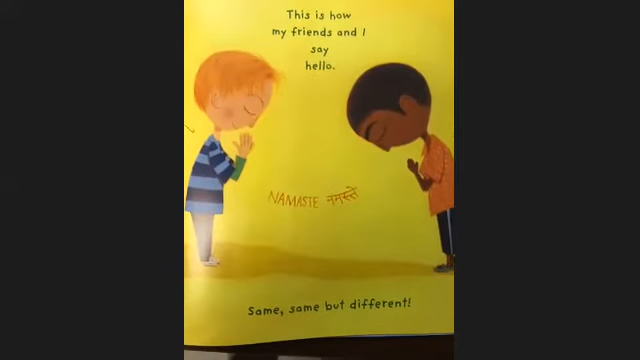 This is how
my friends and I
say
hello.
NAMASTE नमस्ते
Same, same but different!